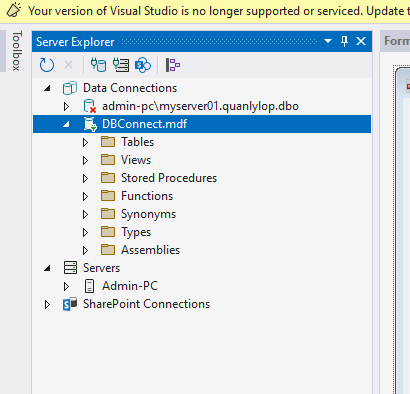 Your version of Visual Studio is no longer supported or serviced. Update
Toolbox
Server Explorer
Form
Data Connections
admin-pc\myserver01.quanlylop.dbo
DBConnect.mdf
Tables
Views
Stored Procedures
Functions
Synonyms
Types
Assemblies
Servers
Admin-PC
SharePoint Connections